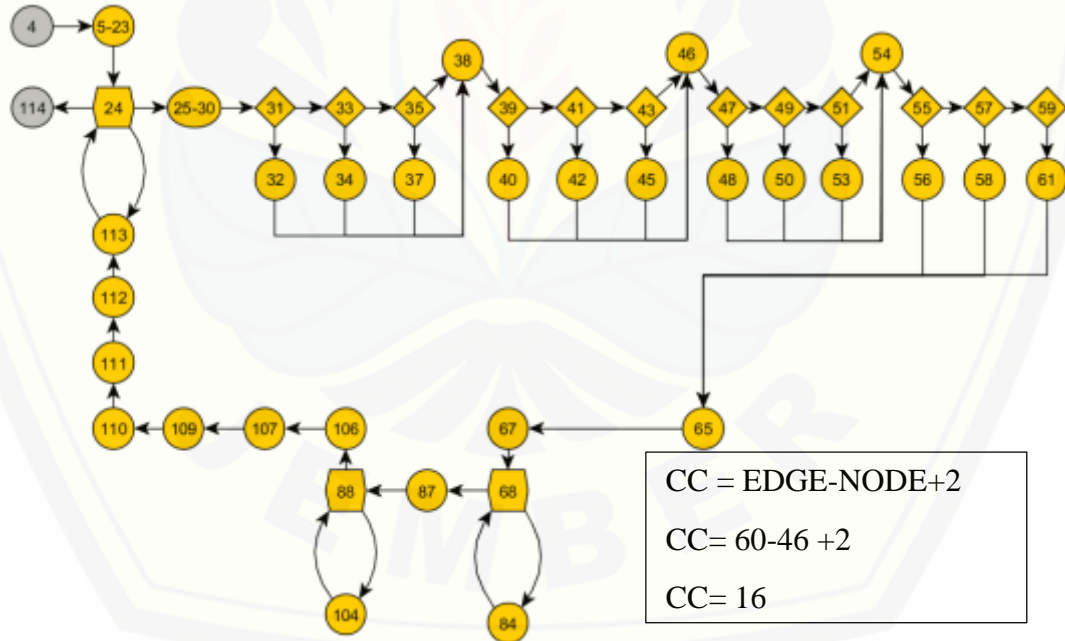 4 5-23
38 46 54
114 24 25-30 31 33 35 39 41 43 47 49 51 55 57 59
32 34 37 40 42 45 48 50 53 56 58 61
113
112
111
110 109 107 106 67 65
88 87 68
104 84
CC = EDGE-NODE+2
CC= 60-46 +2
CC= 16
EMBER